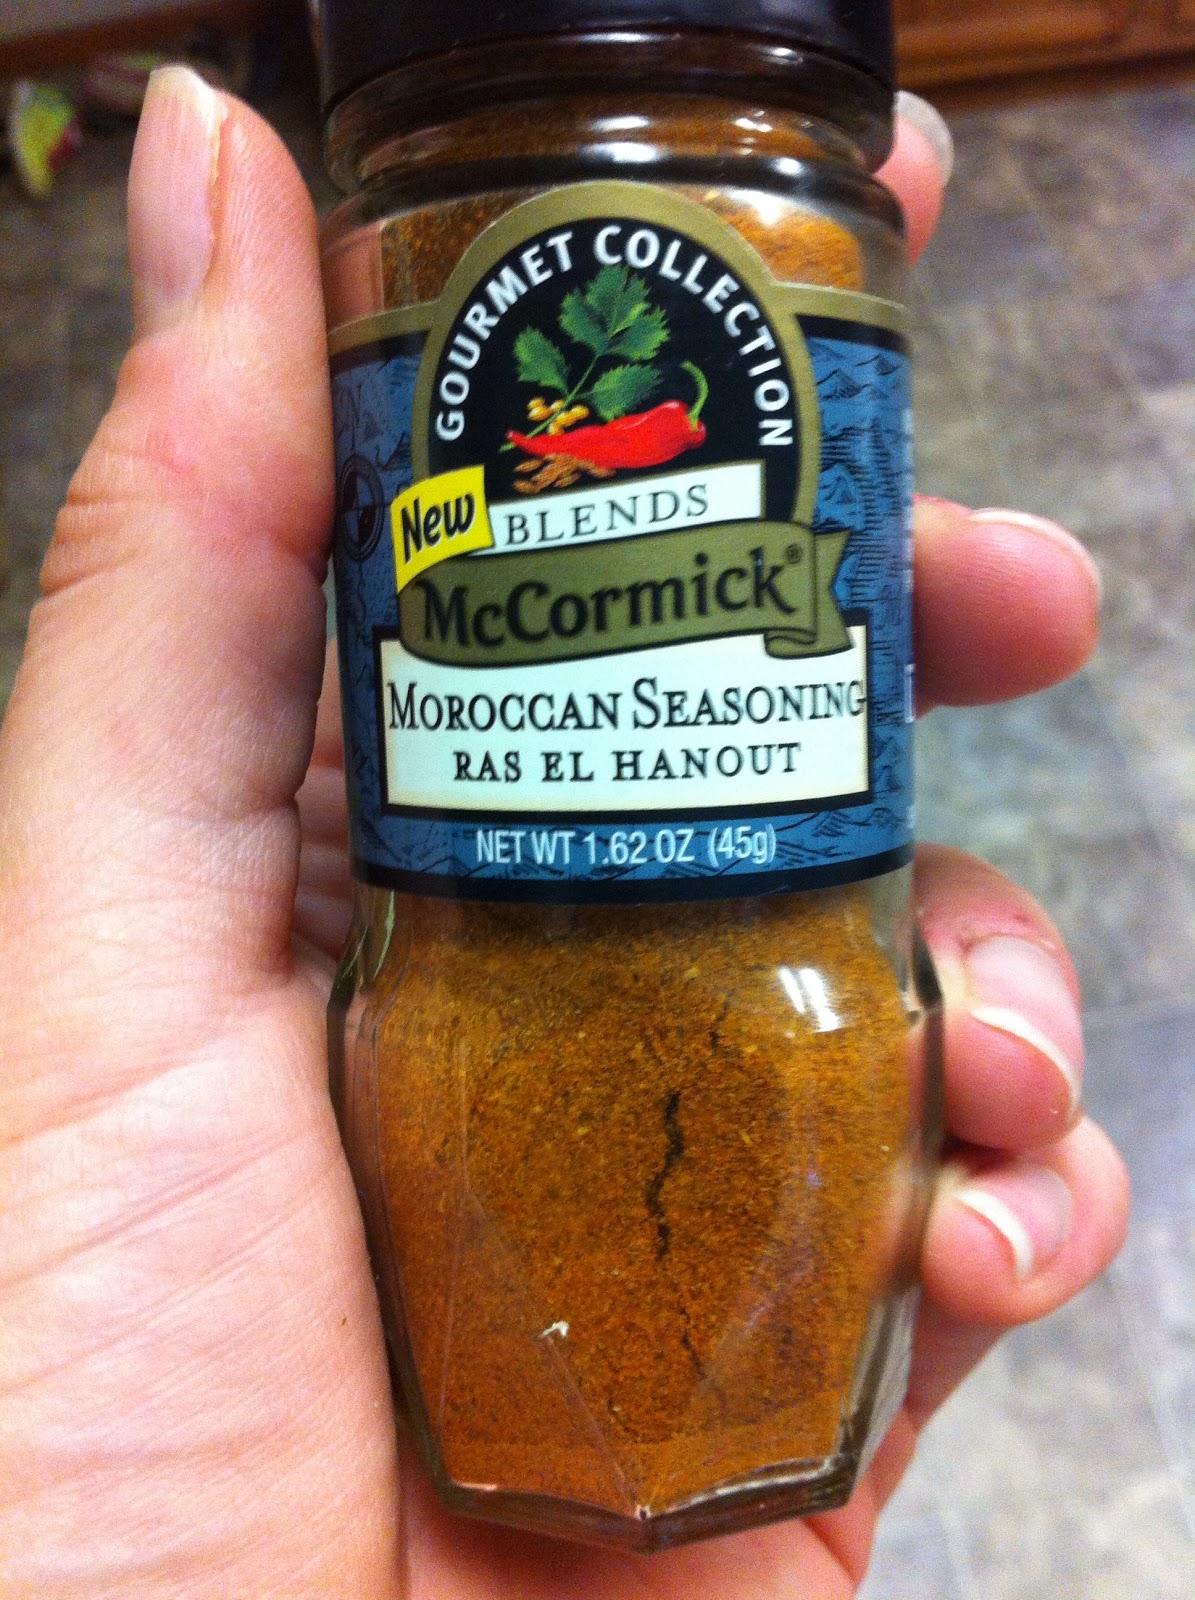 GOURMET COLLECTION
New
BLENDS
McCormick®
MOROCCAN SEASONING
RAS EL HANOUT
NET WT 1.62 OZ (45g)